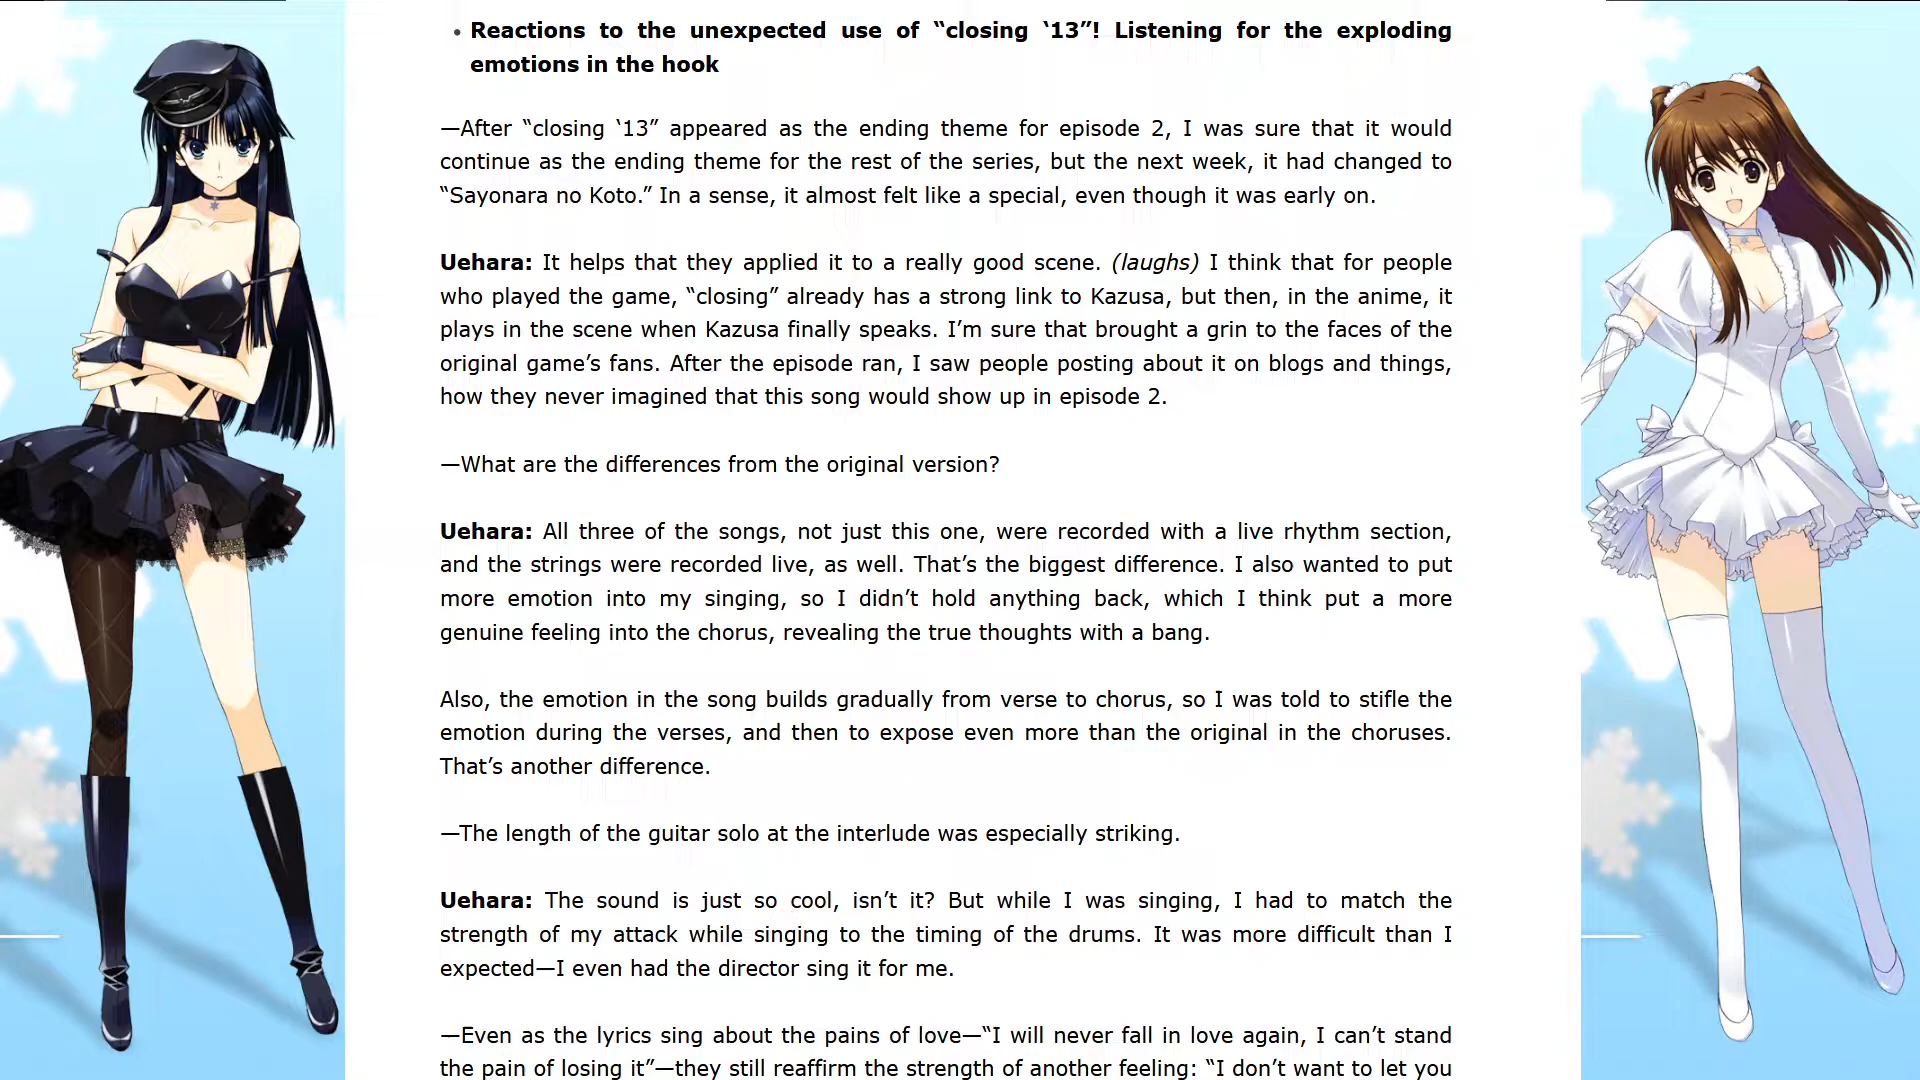 • Reactions to the unexpected use of “closing ‘13”! Listening for the exploding
emotions in the hook
—After “closing ‘13” appeared as the ending theme for episode 2, I was sure that it would
continue as the ending theme for the rest of the series, but the next week, it had changed to
“Sayonara no Koto.” In a sense, it almost felt like a special, even though it was early on.
Uehara: It helps that they applied it to a really good scene. (laughs) I think that for people
who played the game, “closing” already has a strong link to Kazusa, but then, in the anime, it
plays in the scene when Kazusa finally speaks. I’m sure that brought a grin to the faces of the
original game’s fans. After the episode ran, I saw people posting about it on blogs and things,
how they never imagined that this song would show up in episode 2.
—What are the differences from the original version?
Uehara: All three of the songs, not just this one, were recorded with a live rhythm section,
and the strings were recorded live, as well. That’s the biggest difference. I also wanted to put
more emotion into my singing, so I didn’t hold anything back, which I think put a more
genuine feeling into the chorus, revealing the true thoughts with a bang.
Also, the emotion in the song builds gradually from verse to chorus, so I was told to stifle the
emotion during the verses, and then to expose even more than the original in the choruses.
That’s another difference.
—The length of the guitar solo at the interlude was especially striking.
Uehara: The sound is just so cool, isn’t it? But while I was singing, I had to match the
strength of my attack while singing to the timing of the drums. It was more difficult than I
expected—I even had the director sing it for me.
—Even as the lyrics sing about the pains of love—“I will never fall in love again, I can’t stand
the pain of losing it”—they still reaffirm the strength of another feeling: “I don’t want to let you